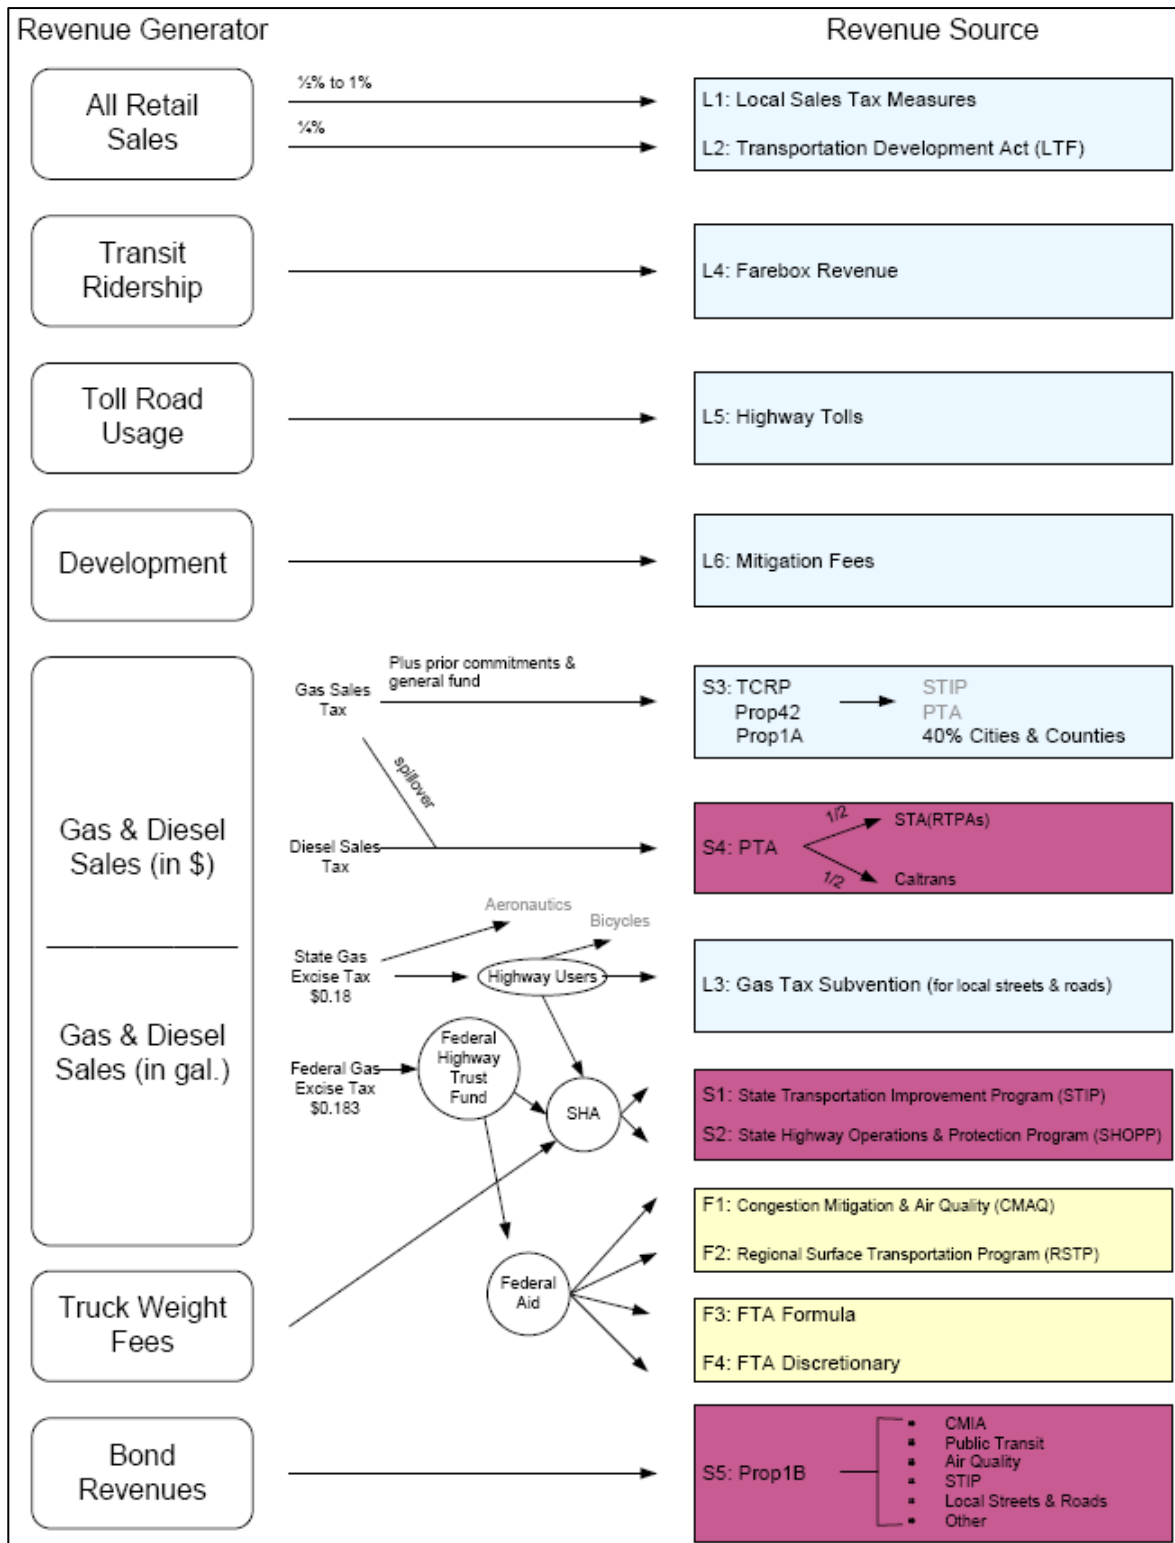 Revenue Generator
Revenue Source
All Retail
Sales
½% to 1%
¼%
L1: Local Sales Tax Measures
L2: Transportation Development Act (LTF)
Transit
Ridership
L4: Farebox Revenue
Toll Road
Usage
L5: Highway Tolls
Development
L6: Mitigation Fees
Gas & Diesel
Sales (in $)
Gas & Diesel
Sales (in gal.)
Gas Sales
Tax
Plus prior commitments &
general fund
spillover
S3: TCRP
Prop42
Prop1A
STIP
PTA
40% Cities & Counties
Diesel Sales
Tax
S4: PTA
1/2
STA(RTPAs)
1/2
Caltrans
Aeronautics
Bicycles
State Gas
Excise Tax
$0.18
Highway Users
L3: Gas Tax Subvention (for local streets & roads)
Federal Gas
Excise Tax
$0.183
Federal
Highway
Trust
Fund
SHA
S1: State Transportation Improvement Program (STIP)
S2: State Highway Operations & Protection Program (SHOPP)
Federal
Aid
F1: Congestion Mitigation & Air Quality (CMAQ)
F2: Regional Surface Transportation Program (RSTP)
F3: FTA Formula
F4: FTA Discretionary
Truck Weight
Fees
Bond
Revenues
S5: Prop1B
CMIA
Public Transit
Air Quality
STIP
Local Streets & Roads
Other